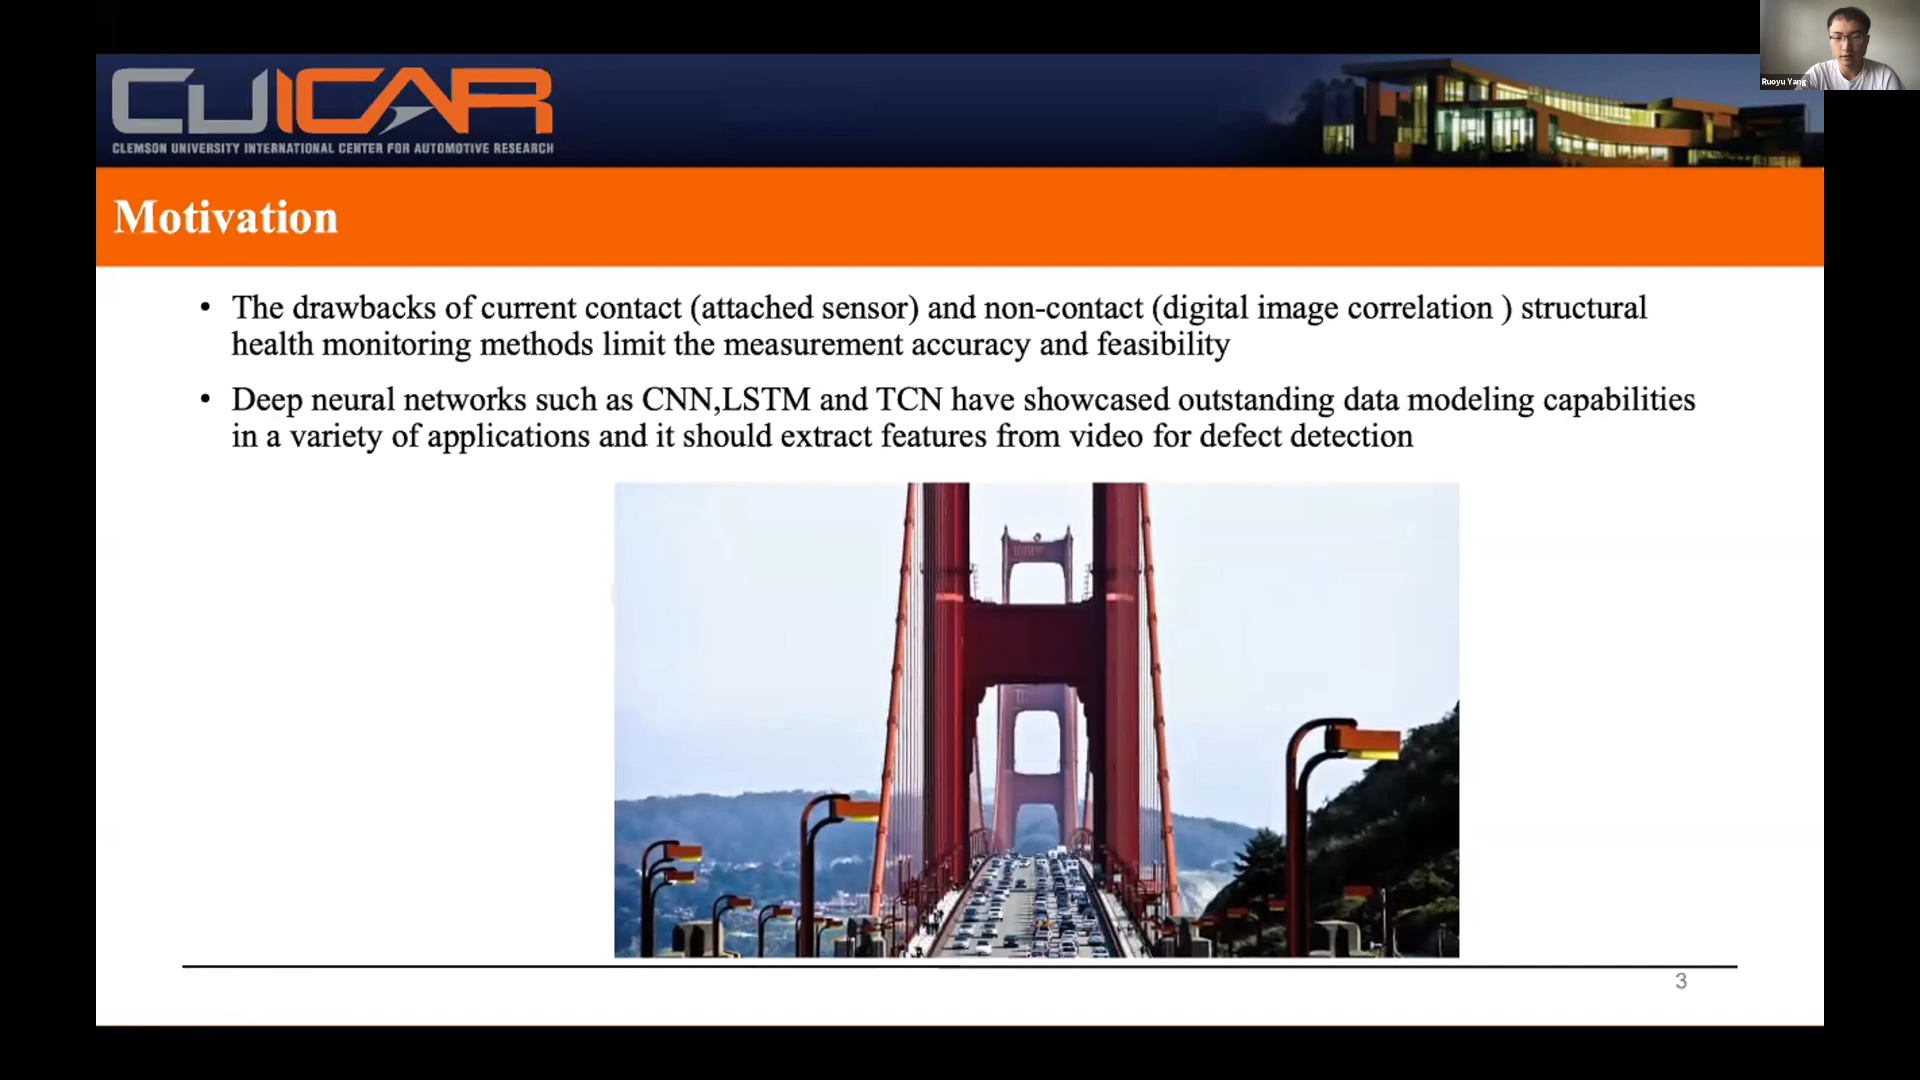 CUICAR
CLEMSON UNIVERSITY INTERNATIONAL CENTER FOR AUTOMOTIVE RESEARCH
Ruoyu Yang
Motivation
• The drawbacks of current contact (attached sensor) and non-contact (digital image correlation ) structural
health monitoring methods limit the measurement accuracy and feasibility
• Deep neural networks such as CNN,LSTM and TCN have showcased outstanding data modeling capabilities
in a variety of applications and it should extract features from video for defect detection
3